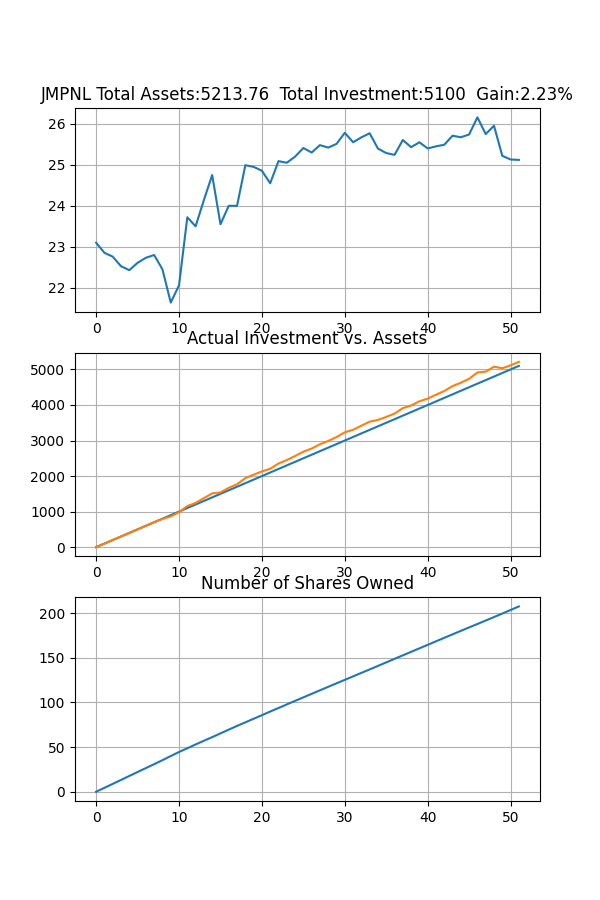 JMPNL Total Assets:5213.76  Total Investment:5100  Gain:2.23%
26
25
24
23
22
0 10 20 30 40 50
Actual Investment vs. Assets
5000
4000
3000
2000
1000
0
0 10 20 30 40 50
Number of Shares Owned
200
150
100
50
0
0 10 20 30 40 50